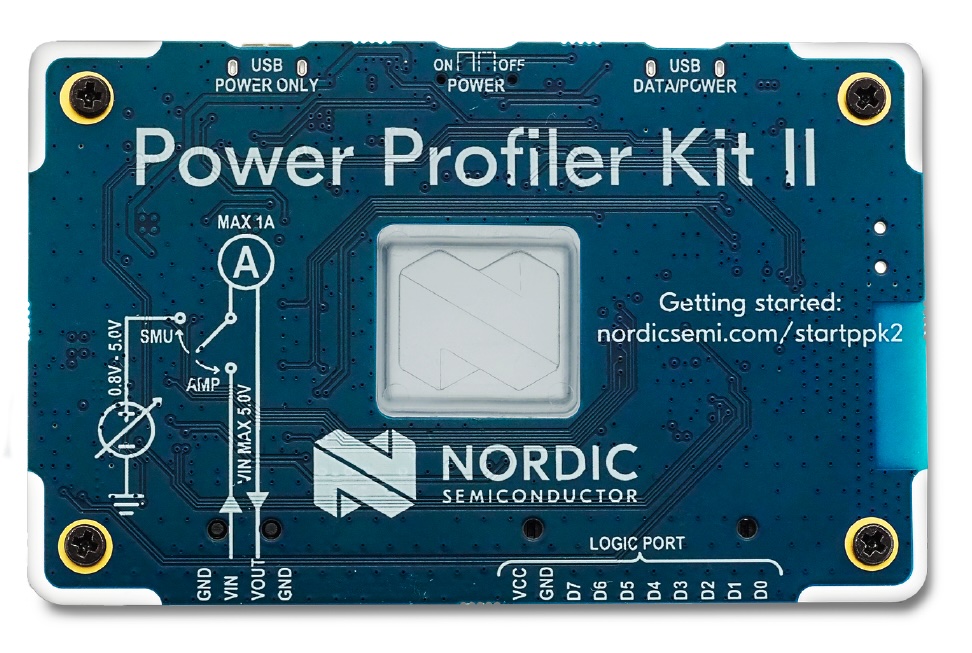 USB
POWER ONLY
ON OFF
POWER
USB
DATA/POWER
Power Profiler Kit II
MAX 1A
A
Getting started:
nordicsemi.com/startppk2
SMU
AMP
0.8V - 5.0V
VIN MAX 5.0V
NORDIC
SEMICONDUCTOR
LOGIC PORT
GND VIN VOUT GND
VCC GND D7 D6 D5 D4 D3 D2 D1 D0